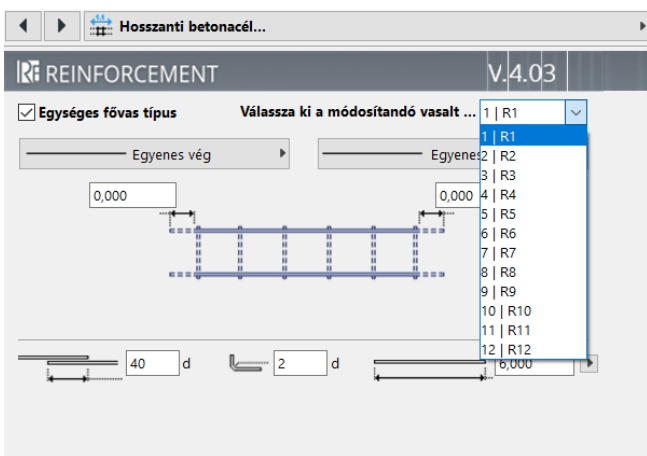 Hosszanti betonacél...
REINFORCEMENT V.4.03
Egységes fővas típus Válassza ki a módosítandó vasalt ... 1 | R1
1 | R1
Egyenes vég Egyenes
2 | R2
3 | R3
0,000 0,000
4 | R4
5 | R5
6 | R6
7 | R7
8 | R8
9 | R9
10 | R10
11 | R11
12 | R12
40 d 2 d 6,000